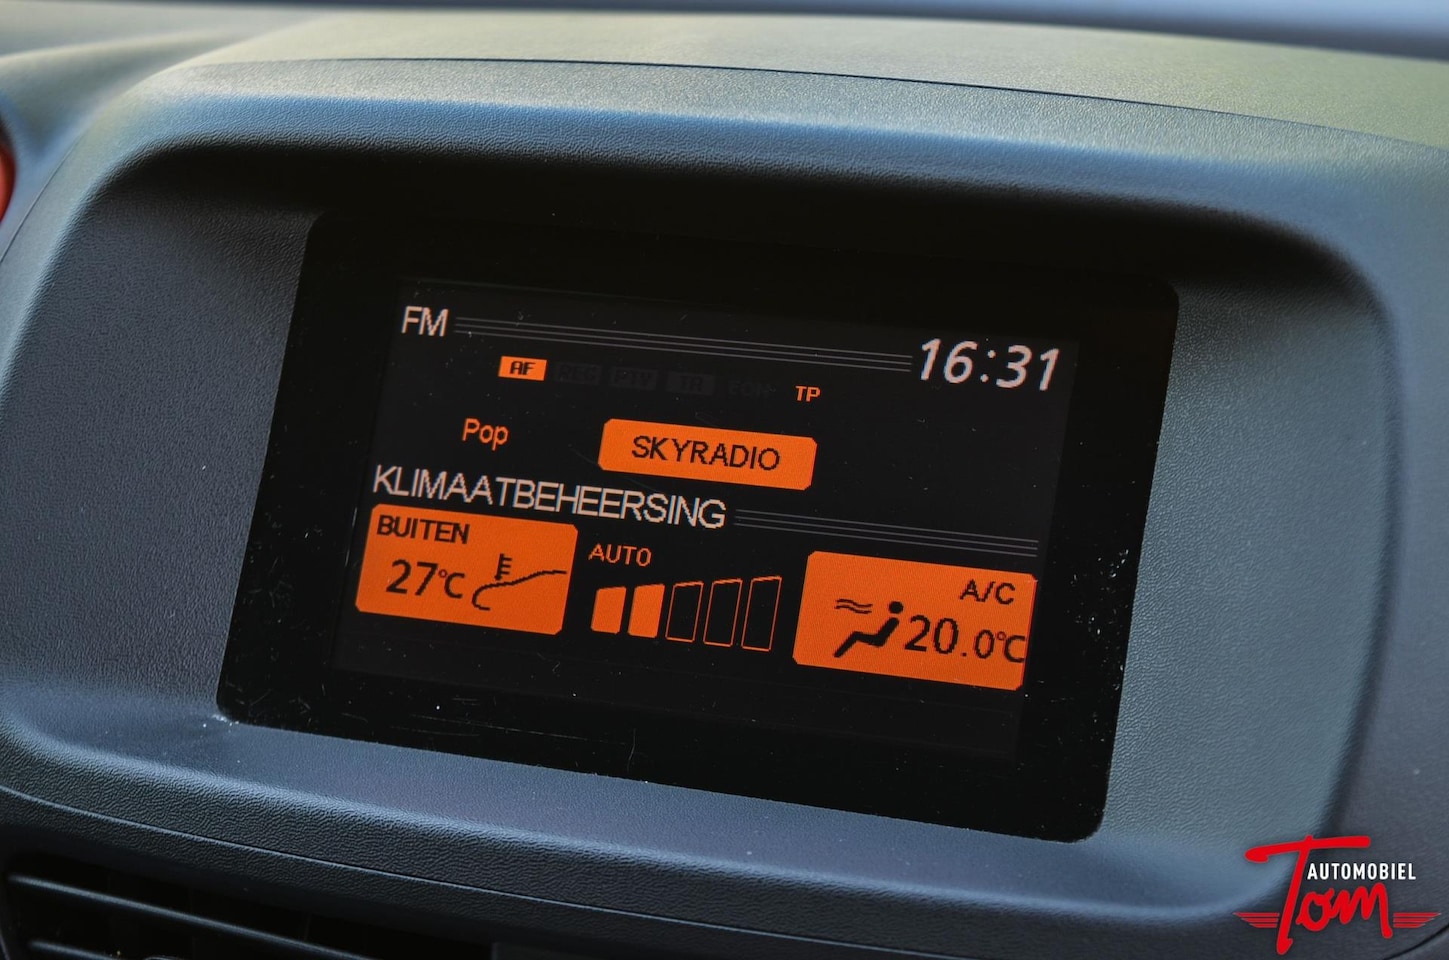 FM
16:31
AF TP
Pop SKYRADIO
KLIMAATBEHEERSING
BUITEN
27°C
AUTO
A/C
20.0°C
AUTOMOBIEL
Tom